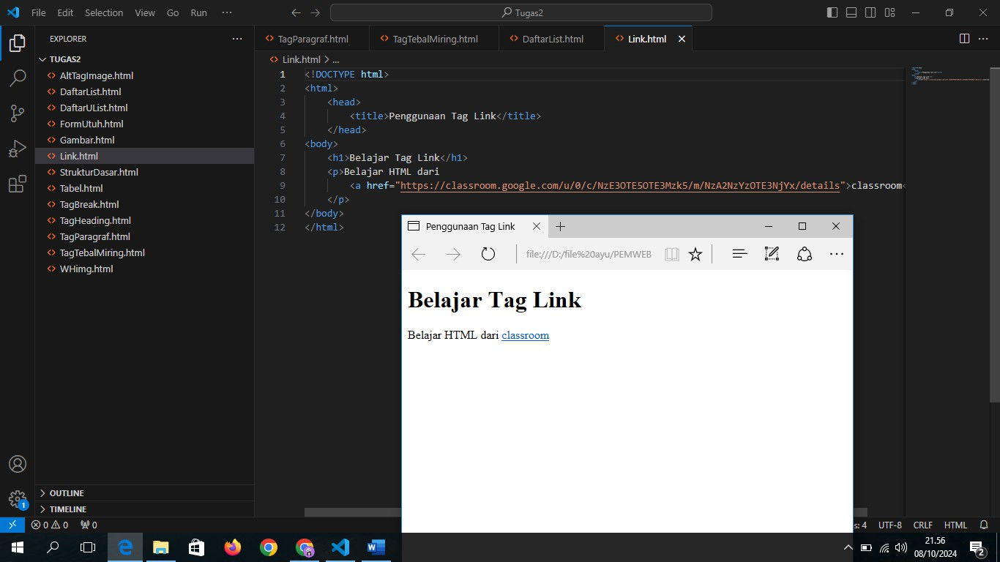 File Edit Selection View Go Run ··· Tugas2
EXPLORER
TUGAS2
AltTagImage.html
DaftarList.html
DaftarUList.html
FormUtuh.html
Gambar.html
Link.html
StrukturDasar.html
Tabel.html
TagBreak.html
TagHeading.html
TagParagraf.html
TagTebalMiring.html
WHimg.html
OUTLINE
TIMELINE
TagParagraf.html TagTebalMiring.html DaftarList.html Link.html
Link.html > ...
1 <!DOCTYPE html>
2 <html>
3 <head>
4 <title>Penggunaan Tag Link</title>
5 </head>
6 <body>
7 <h1>Belajar Tag Link</h1>
8 <p>Belajar HTML dari
9 <a href="https://classroom.google.com/u/0/c/NzE3OTE5OTE3Mzk5/m/NzA2NzYzOTE3NjYx/details">classroom<
10 </p>
11 </body>
12 </html>
Penggunaan Tag Link
file:///D:/file%20ayu/PEMWEB
Belajar Tag Link
Belajar HTML dari classroom
1
0 0 0 s: 4 UTF-8 CRLF HTML
21.56
08/10/2024
2